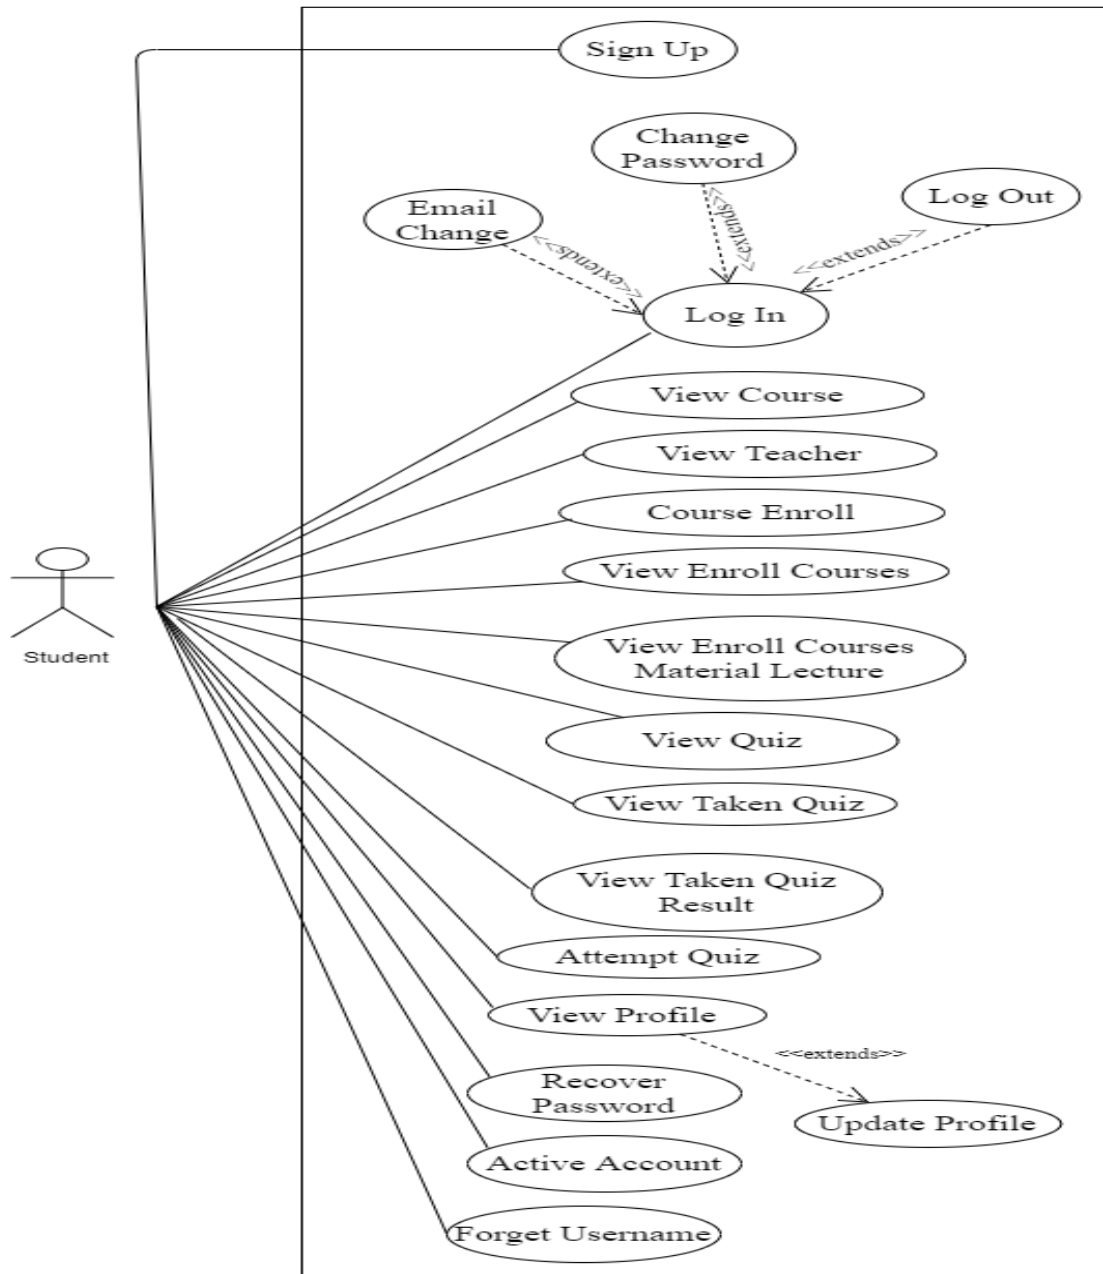 Sign Up
Change
Password
Log Out
Email
Change
<<extends>>
<<extends>>
<<extends>>
Log In
View Course
View Teacher
Course Enroll
View Enroll Courses
View Enroll Courses
Material Lecture
Student
View Quiz
View Taken Quiz
View Taken Quiz
Result
Attempt Quiz
View Profile
<<extends>>
Recover
Password
Update Profile
Active Account
Forget Username